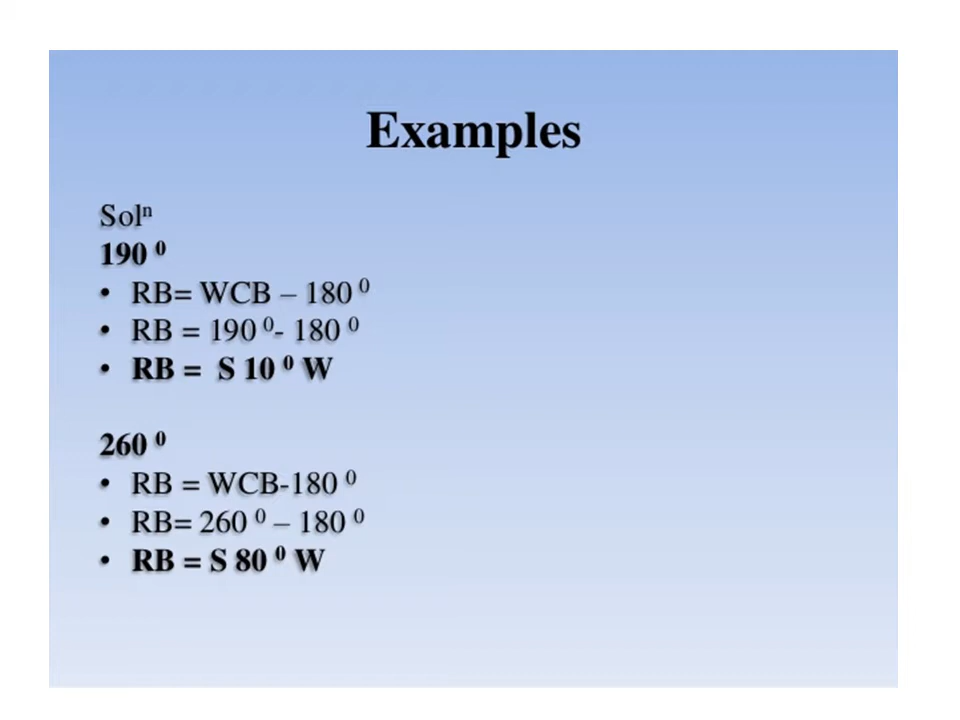 Examples
Solⁿ
190 ⁰
• RB= WCB – 180 ⁰
• RB = 190 ⁰- 180 ⁰
• RB = S 10 ⁰ W
260 ⁰
• RB = WCB-180 ⁰
• RB= 260 ⁰ – 180 ⁰
• RB = S 80 ⁰ W